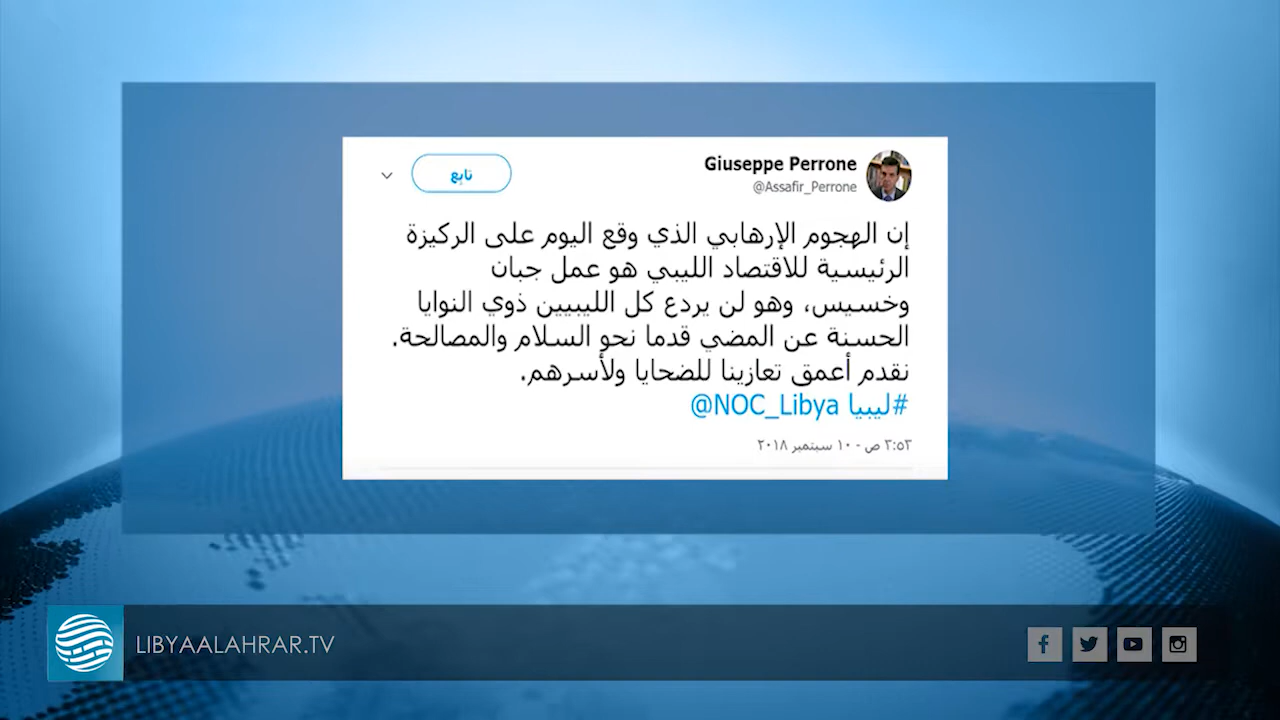 Giuseppe Perrone
@Assafir_Perrone
تابع
إن الهجوم الإرهابي الذي وقع اليوم على الركيزة
الرئيسية للاقتصاد الليبي هو عمل جبان
وخسيس، وهو لن يردع كل الليبيين ذوي النوايا
الحسنة عن المضي قدما نحو السلام والمصالحة.
نقدم أعمق تعازينا للضحايا ولأسرهم.
#ليبيا @NOC_Libya
٣:٥٣ ص - ١٠ سبتمبر ٢٠١٨
LIBYAALAHRAR.TV